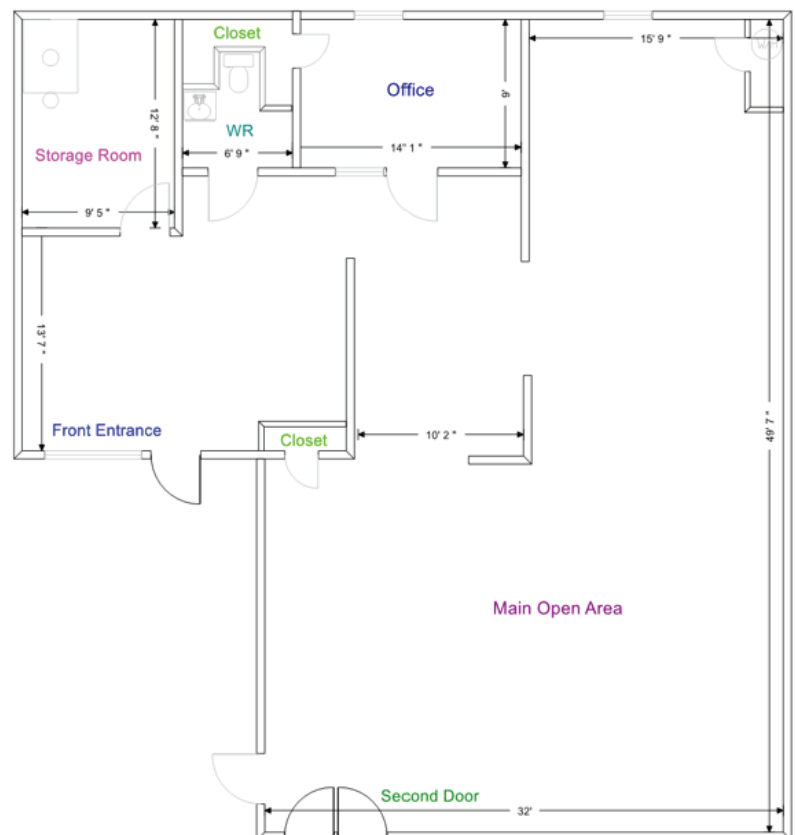 Closet
15' 9 "
W/H
Office
9'
12' 8 "
WR
14" 1 "
Storage Room
6' 9 "
9' 5 "
13' 7 "
Front Entrance
Closet
10' 2 "
49' 7 "
Main Open Area
Second Door
32'